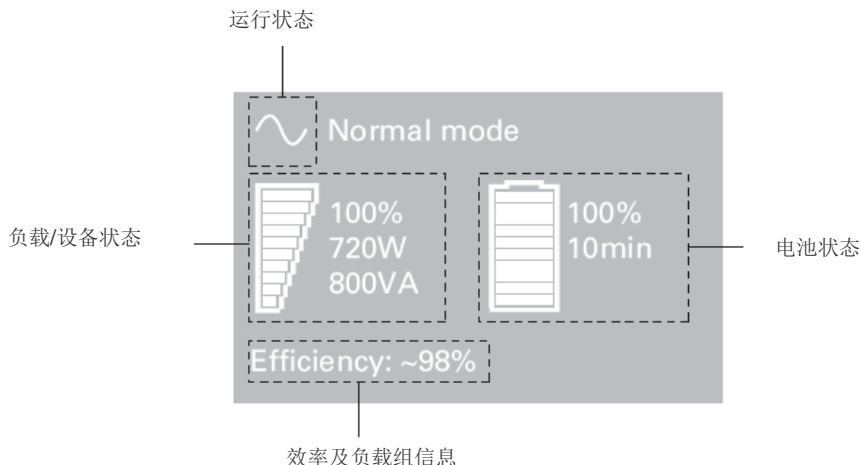 运行状态
Normal mode
负载/设备状态
100%
720W
800VA
100%
10min
电池状态
Efficiency: ~98%
效率及负载组信息